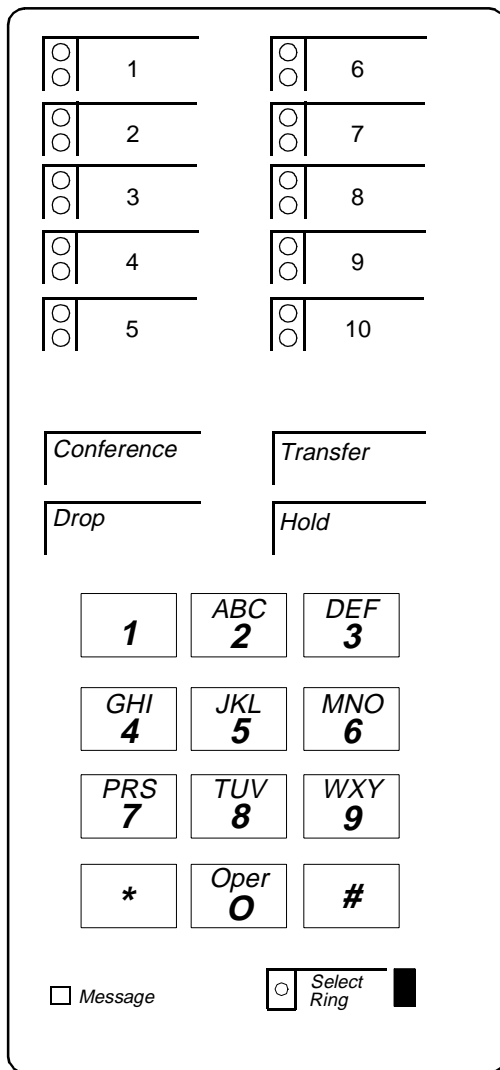 1 6
2 7
3 8
4 9
5 10
Conference Transfer
Drop Hold
ABC DEF
1 2 3
GHI JKL MNO
4 5 6
PRS TUV WXY
7 8 9
Oper
* O #
Select
Message Ring